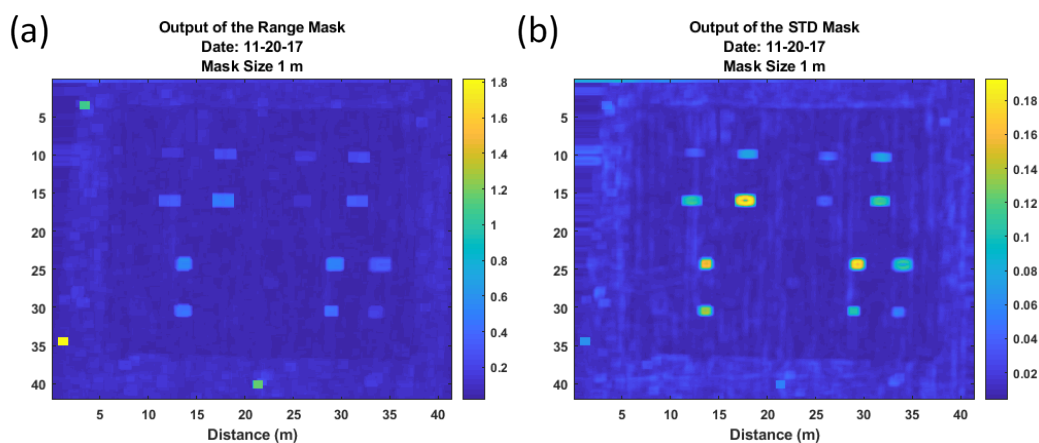 (a)
Output of the Range Mask
Date: 11-20-17
Mask Size 1 m
5
10
15
20
25
30
35
40
5 10 15 20 25 30 35 40
Distance (m)
1.8
1.6
1.4
1.2
1
0.8
0.6
0.4
0.2
(b)
Output of the STD Mask
Date: 11-20-17
Mask Size 1 m
5
10
15
20
25
30
35
40
5 10 15 20 25 30 35 40
Distance (m)
0.18
0.16
0.14
0.12
0.1
0.08
0.06
0.04
0.02